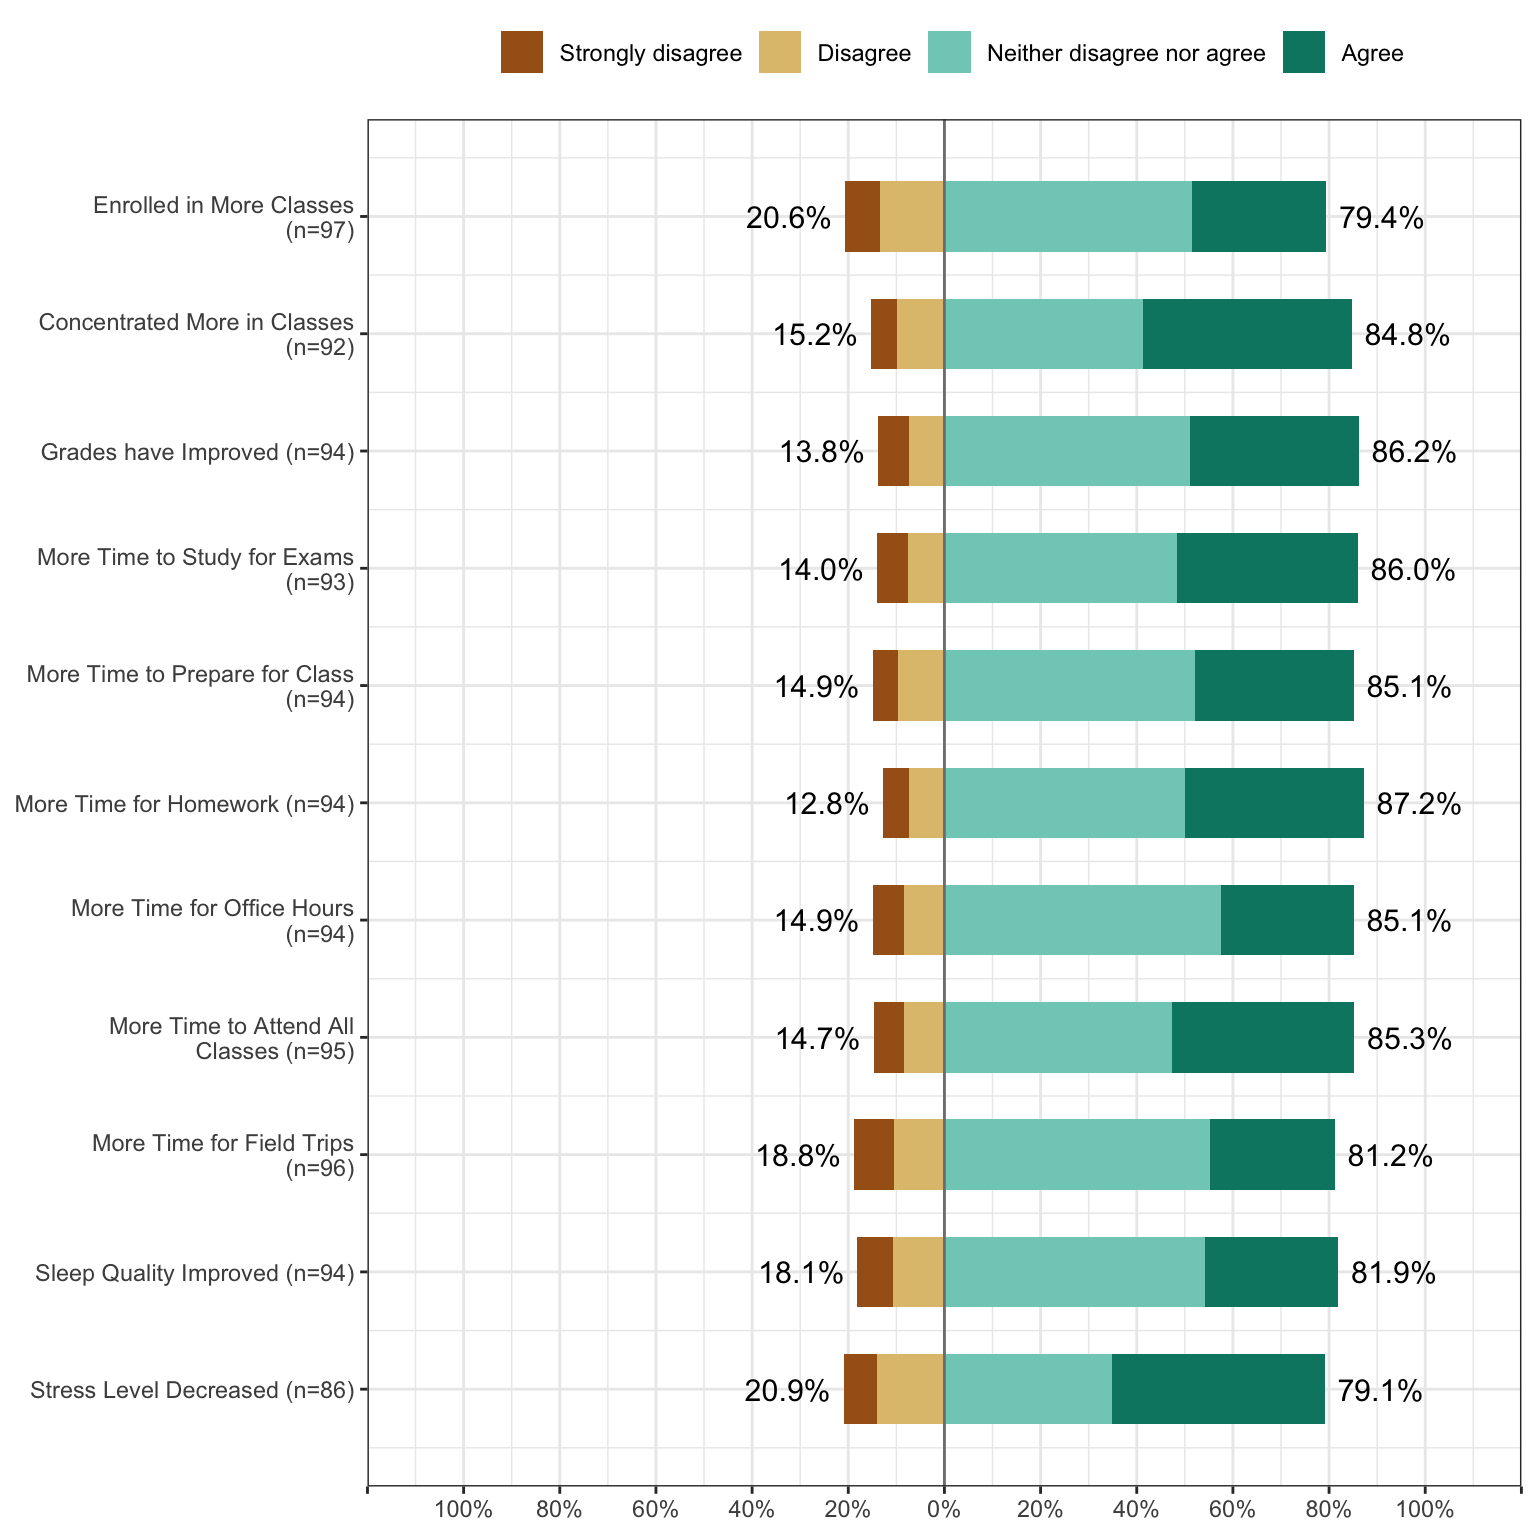 Strongly disagree Disagree Neither disagree nor agree Agree
Enrolled in More Classes
(n=97)
20.6% 79.4%
Concentrated More in Classes
(n=92)
15.2% 84.8%
Grades have Improved (n=94)
13.8% 86.2%
More Time to Study for Exams
(n=93)
14.0% 86.0%
More Time to Prepare for Class
(n=94)
14.9% 85.1%
More Time for Homework (n=94)
12.8% 87.2%
More Time for Office Hours
(n=94)
14.9% 85.1%
More Time to Attend All
Classes (n=95)
14.7% 85.3%
More Time for Field Trips
(n=96)
18.8% 81.2%
Sleep Quality Improved (n=94)
18.1% 81.9%
Stress Level Decreased (n=86)
20.9% 79.1%
100% 80% 60% 40% 20% 0% 20% 40% 60% 80% 100%